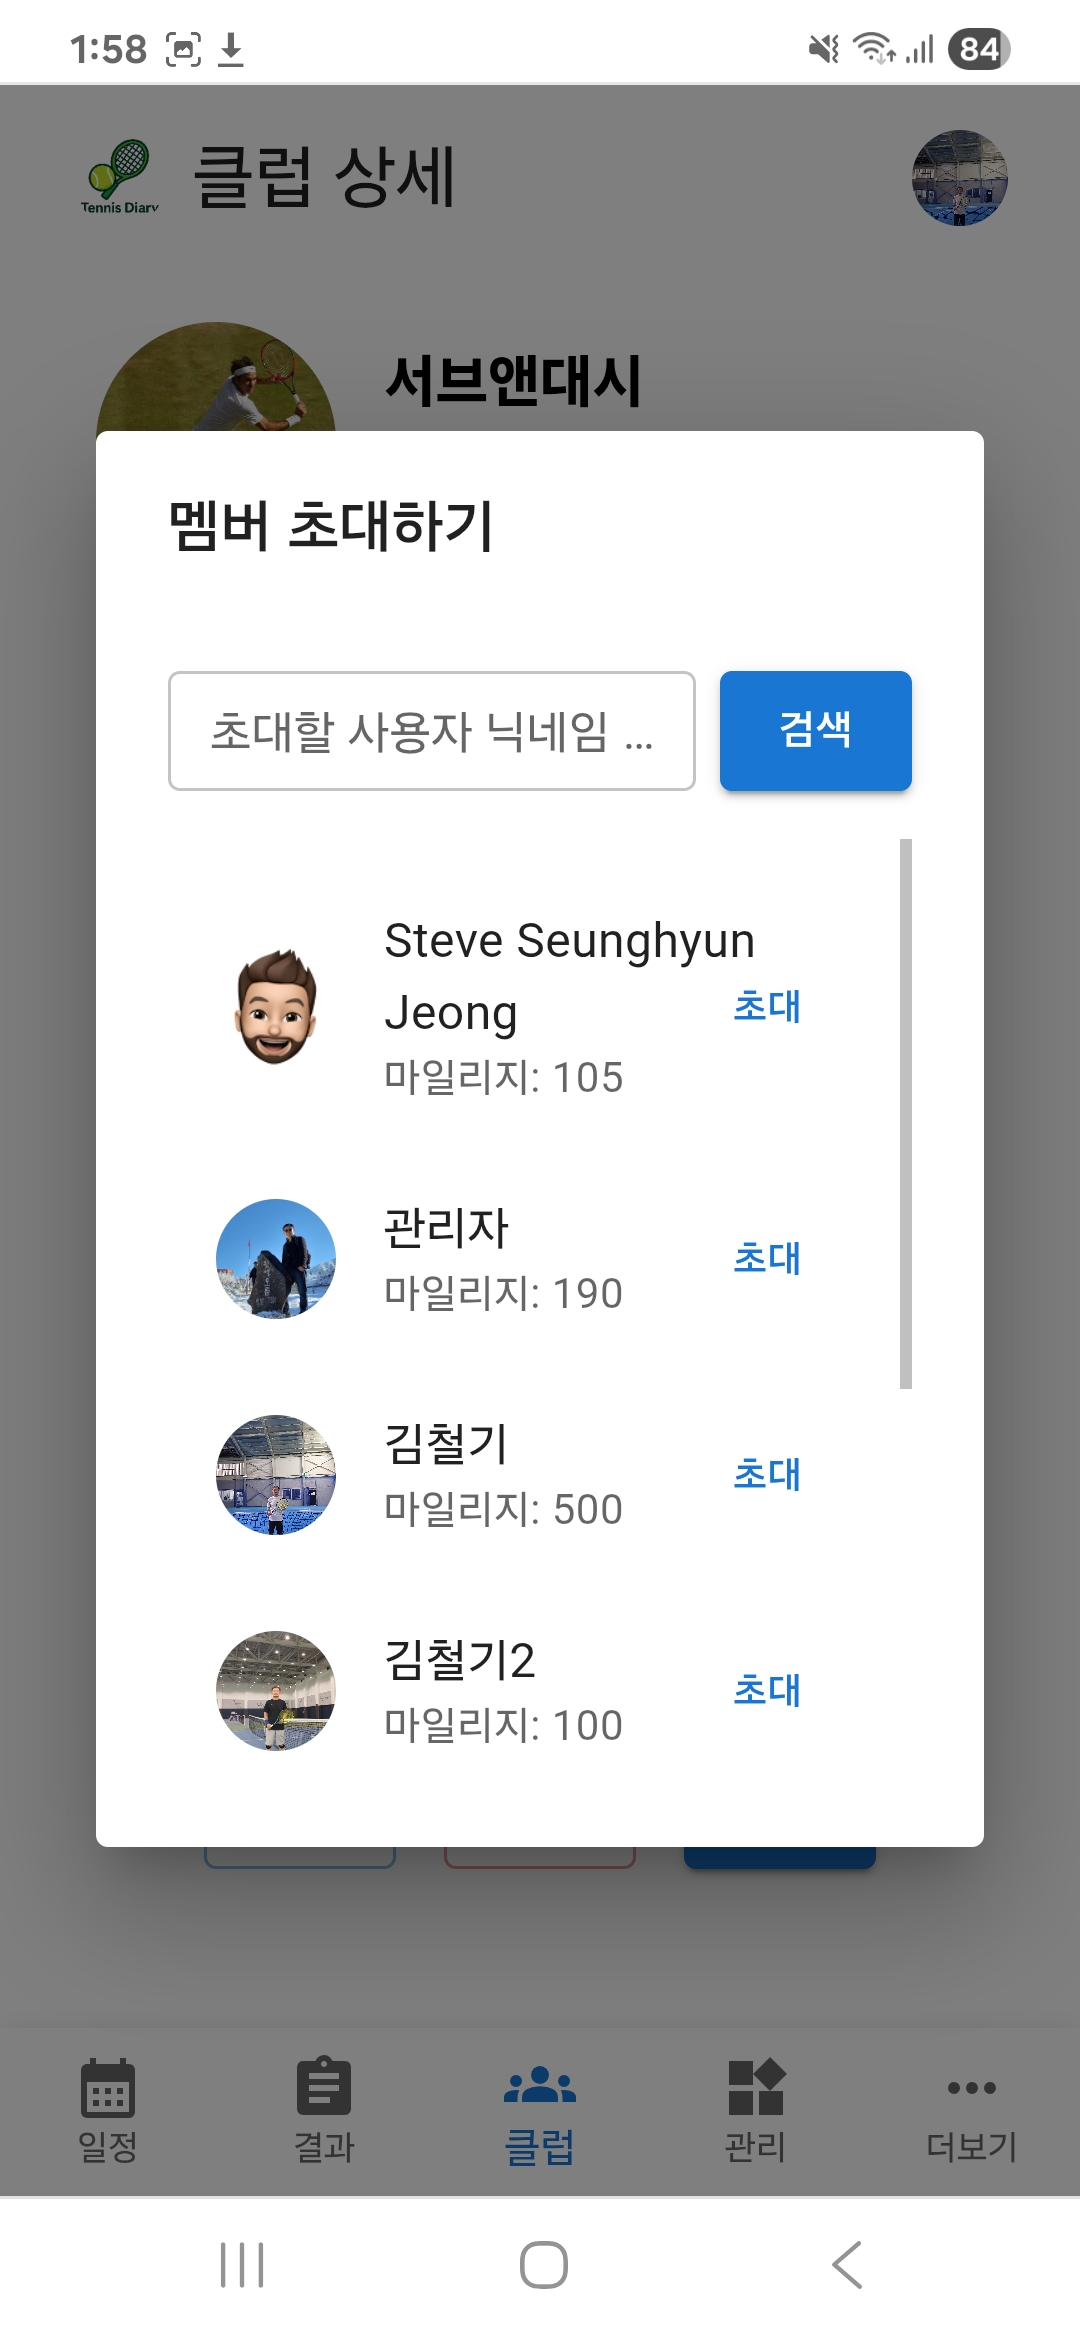 1:58
84
Tennis Diary
클럽 상세
서브앤대시
멤버 초대하기
초대할 사용자 닉네임 ...
검색
Steve Seunghyun
Jeong
초대
마일리지: 105
관리자
초대
마일리지: 190
김철기
초대
마일리지: 500
김철기2
초대
마일리지: 100
일정
결과
클럽
관리
더보기